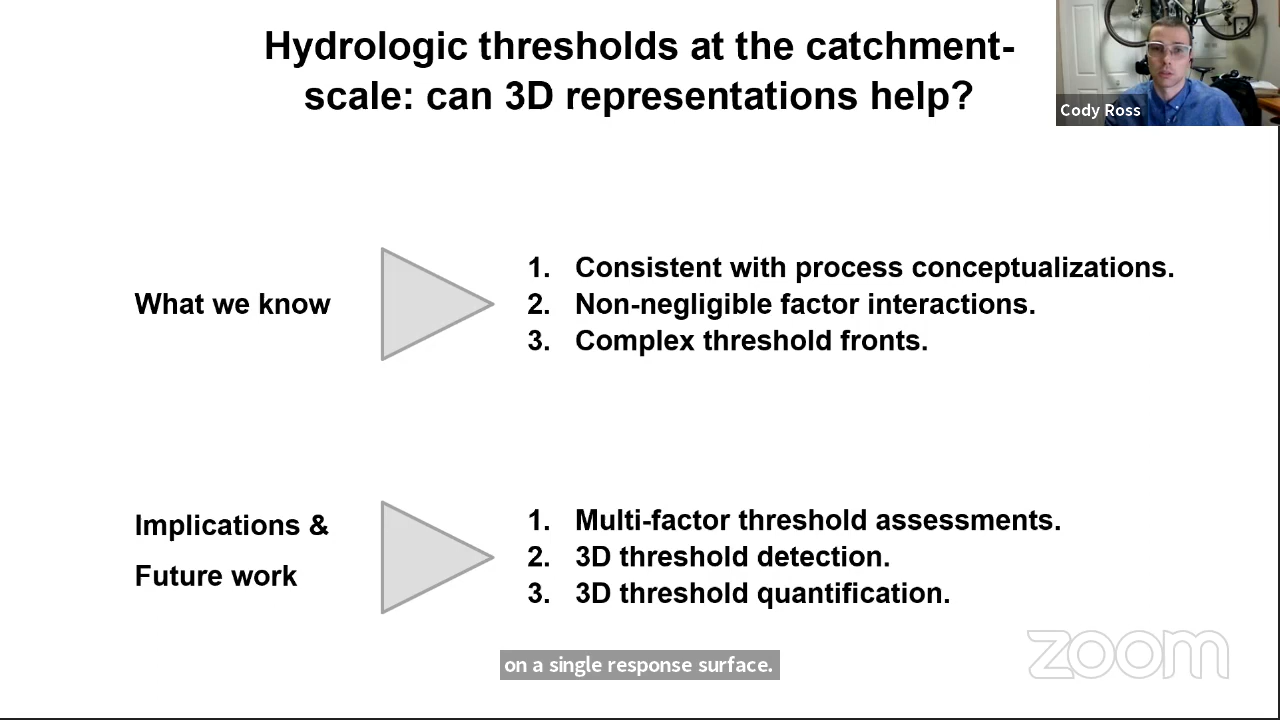 Hydrologic thresholds at the catchment-
scale: can 3D representations help?
Cody Ross
What we know
1. Consistent with process conceptualizations.
2. Non-negligible factor interactions.
3. Complex threshold fronts.
Implications &
Future work
1. Multi-factor threshold assessments.
2. 3D threshold detection.
3. 3D threshold quantification.
on a single response surface.
zoom